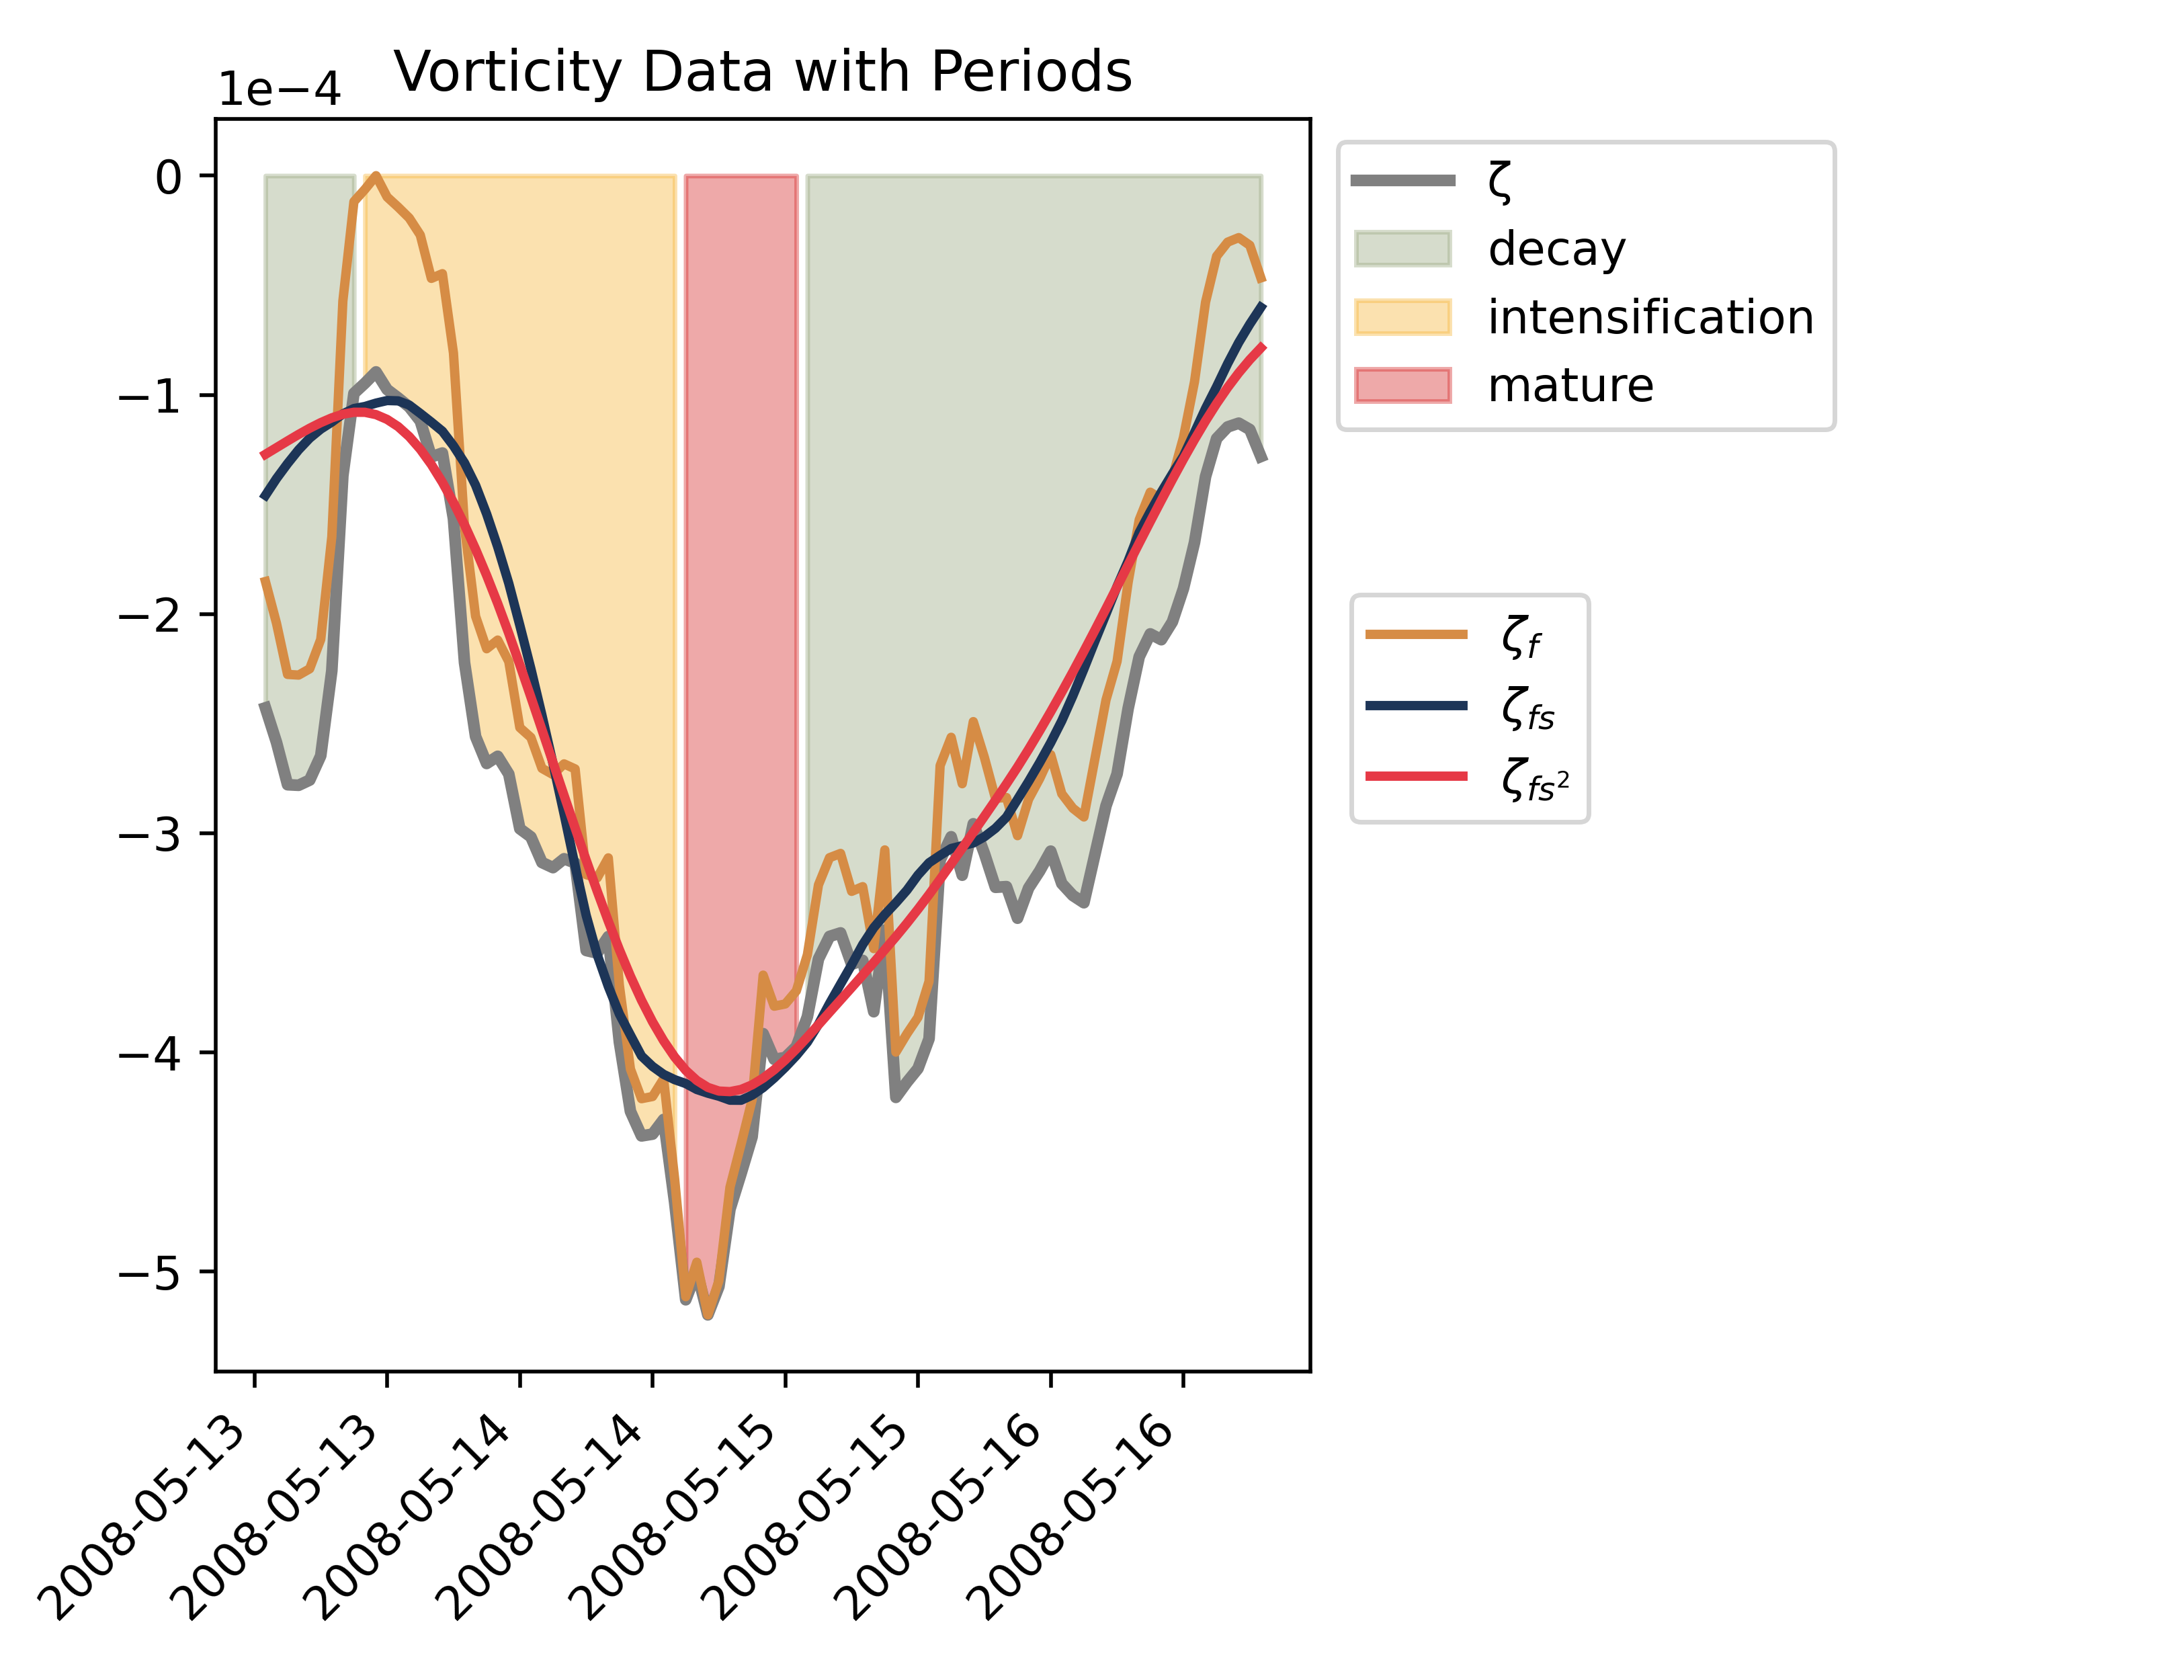 Vorticity Data with Periods
1e−4
0
−1
−2
−3
−4
−5
2008-05-13
2008-05-13
2008-05-14
2008-05-14
2008-05-15
2008-05-15
2008-05-16
2008-05-16
ζ
decay
intensification
mature
ζ_f
ζ_fs
ζ_fs²